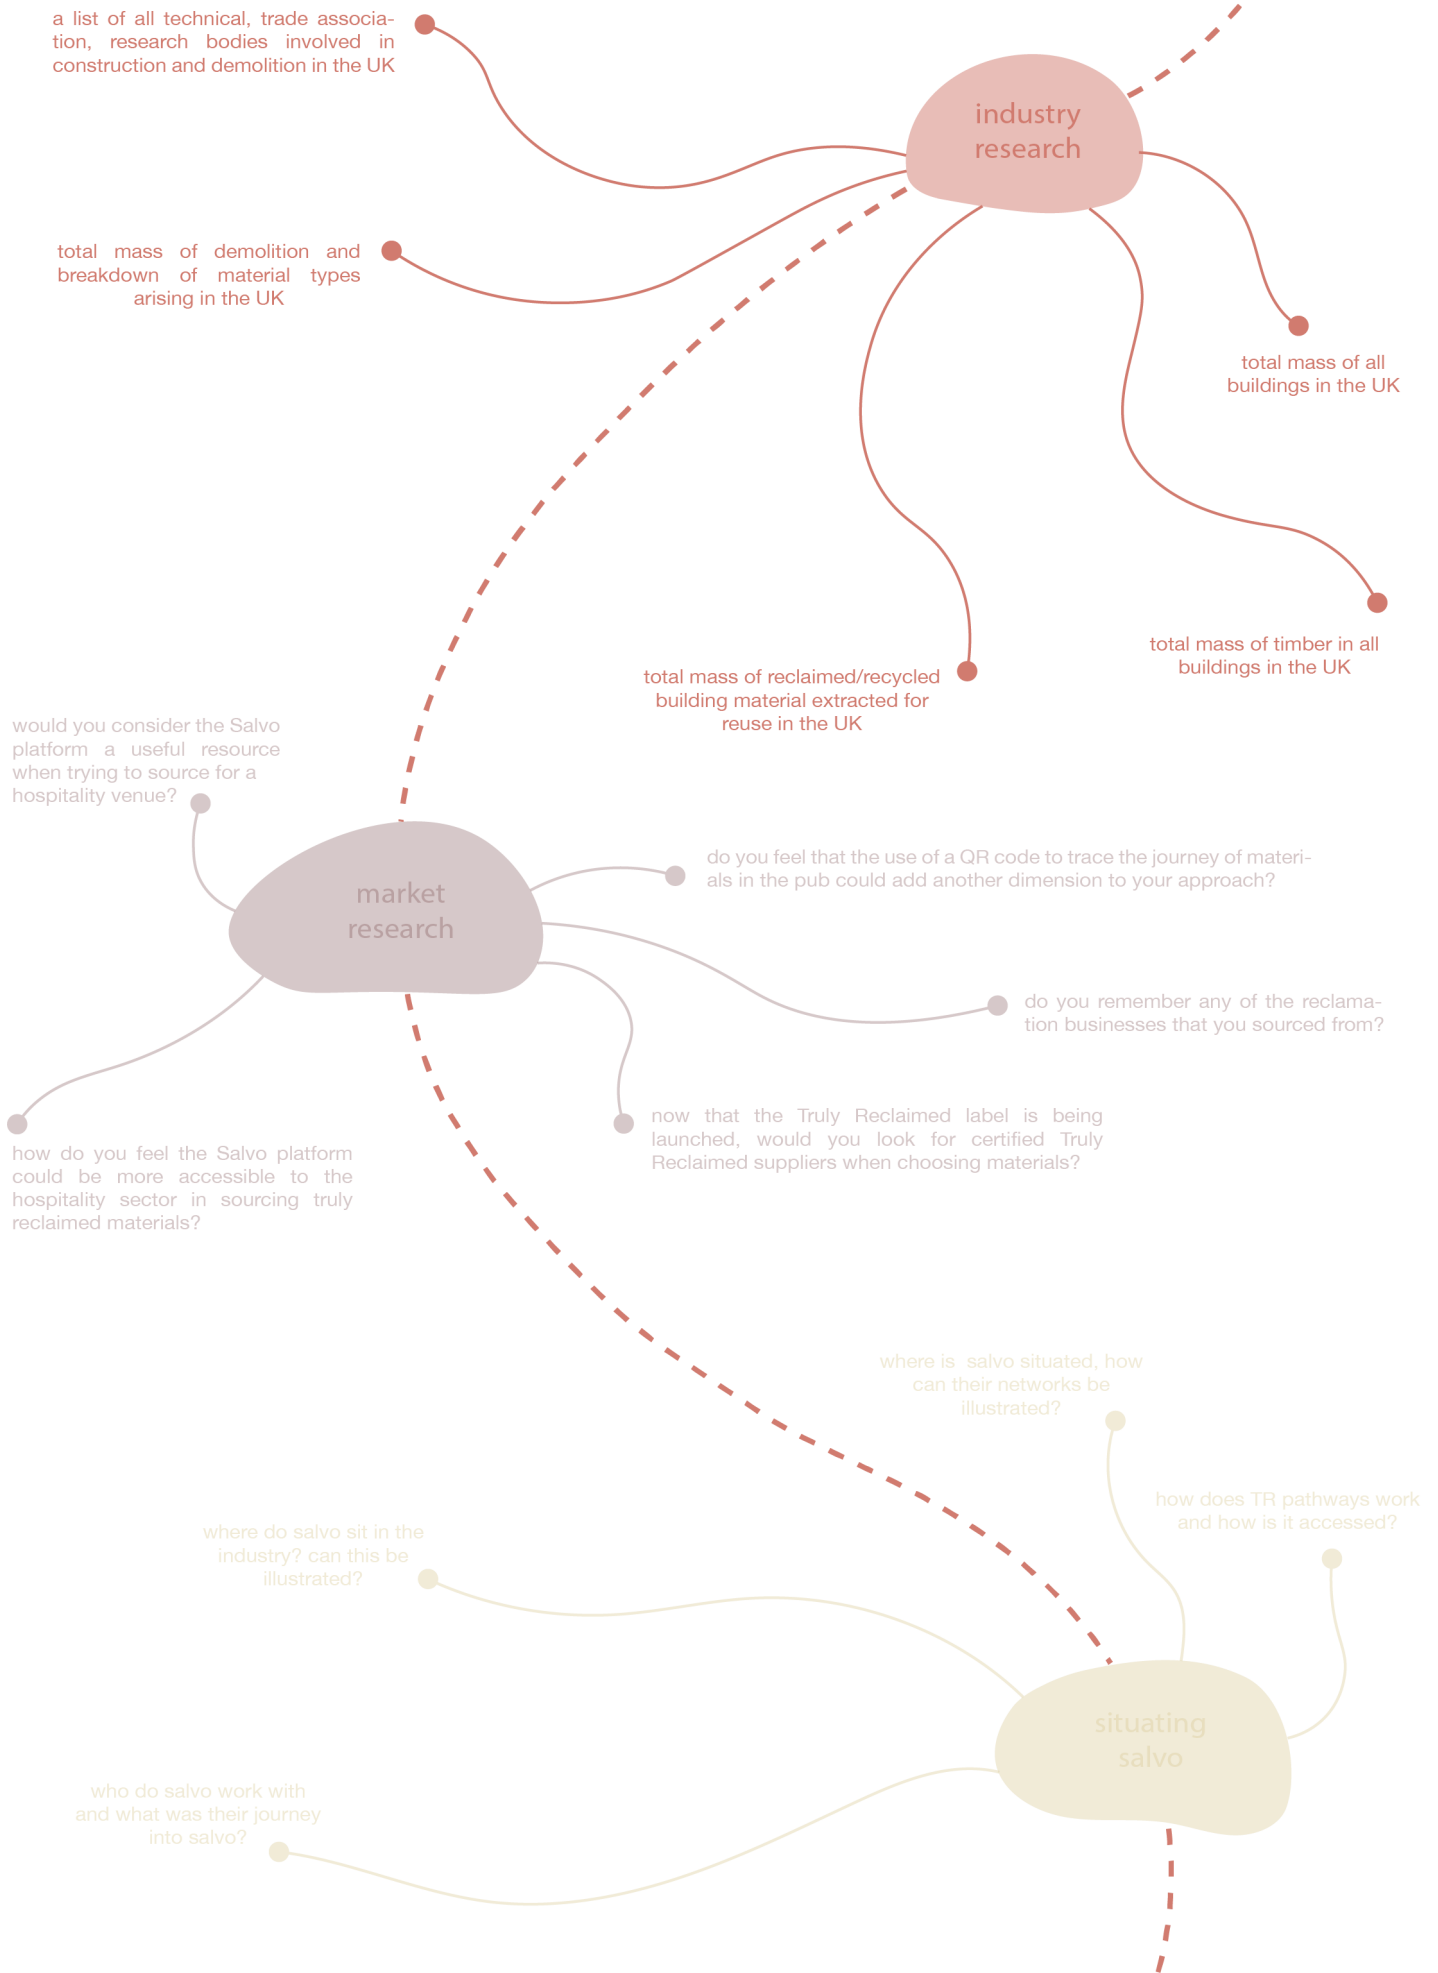 a list of all technical, trade associa-
tion, research bodies involved in
construction and demolition in the UK
industry
research
total mass of demolition and
breakdown of material types
arising in the UK
total mass of all
buildings in the UK
total mass of timber in all
buildings in the UK
total mass of reclaimed/recycled
building material extracted for
reuse in the UK
would you consider the Salvo
platform a useful resource
when trying to source for a
hospitality venue?
market
research
do you feel that the use of a QR code to trace the journey of materi-
als in the pub could add another dimension to your approach?
do you remember any of the reclama-
tion businesses that you sourced from?
now that the Truly Reclaimed label is being
launched, would you look for certified Truly
Reclaimed suppliers when choosing materials?
how do you feel the Salvo platform
could be more accessible to the
hospitality sector in sourcing truly
reclaimed materials?
where is  salvo situated, how
can their networks be
illustrated?
how does TR pathways work
and how is it accessed?
where do salvo sit in the
industry? can this be
illustrated?
situating
salvo
who do salvo work with
and what was their journey
into salvo?